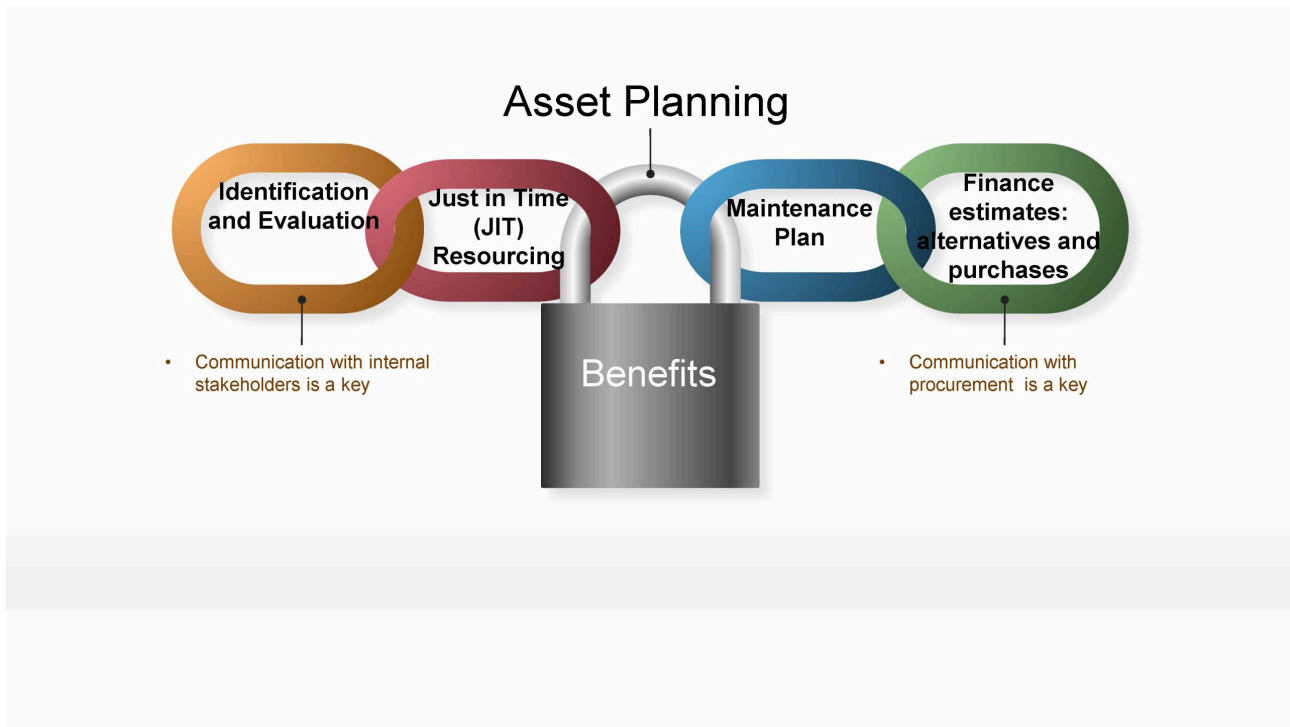 Asset Planning
Identification
and Evaluation
Just in Time
(JIT)
Resourcing
Maintenance
Plan
Finance
estimates:
alternatives and
purchases
Benefits
• Communication with internal
stakeholders is a key
• Communication with
procurement  is a key